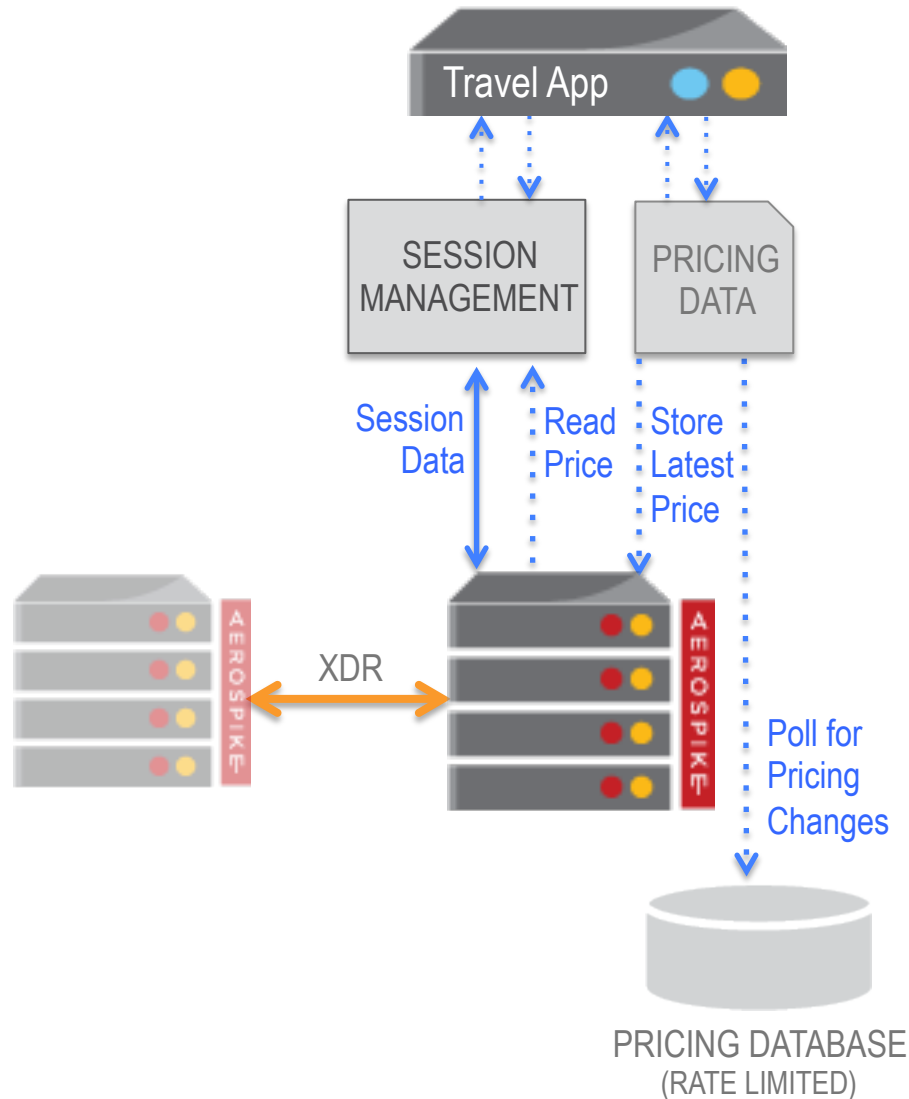 Travel App
SESSION
MANAGEMENT
PRICING
DATA
Session
Data
Read
Price
Store
Latest
Price
AEROSPIKE
XDR
AEROSPIKE
Poll for
Pricing
Changes
PRICING DATABASE
(RATE LIMITED)